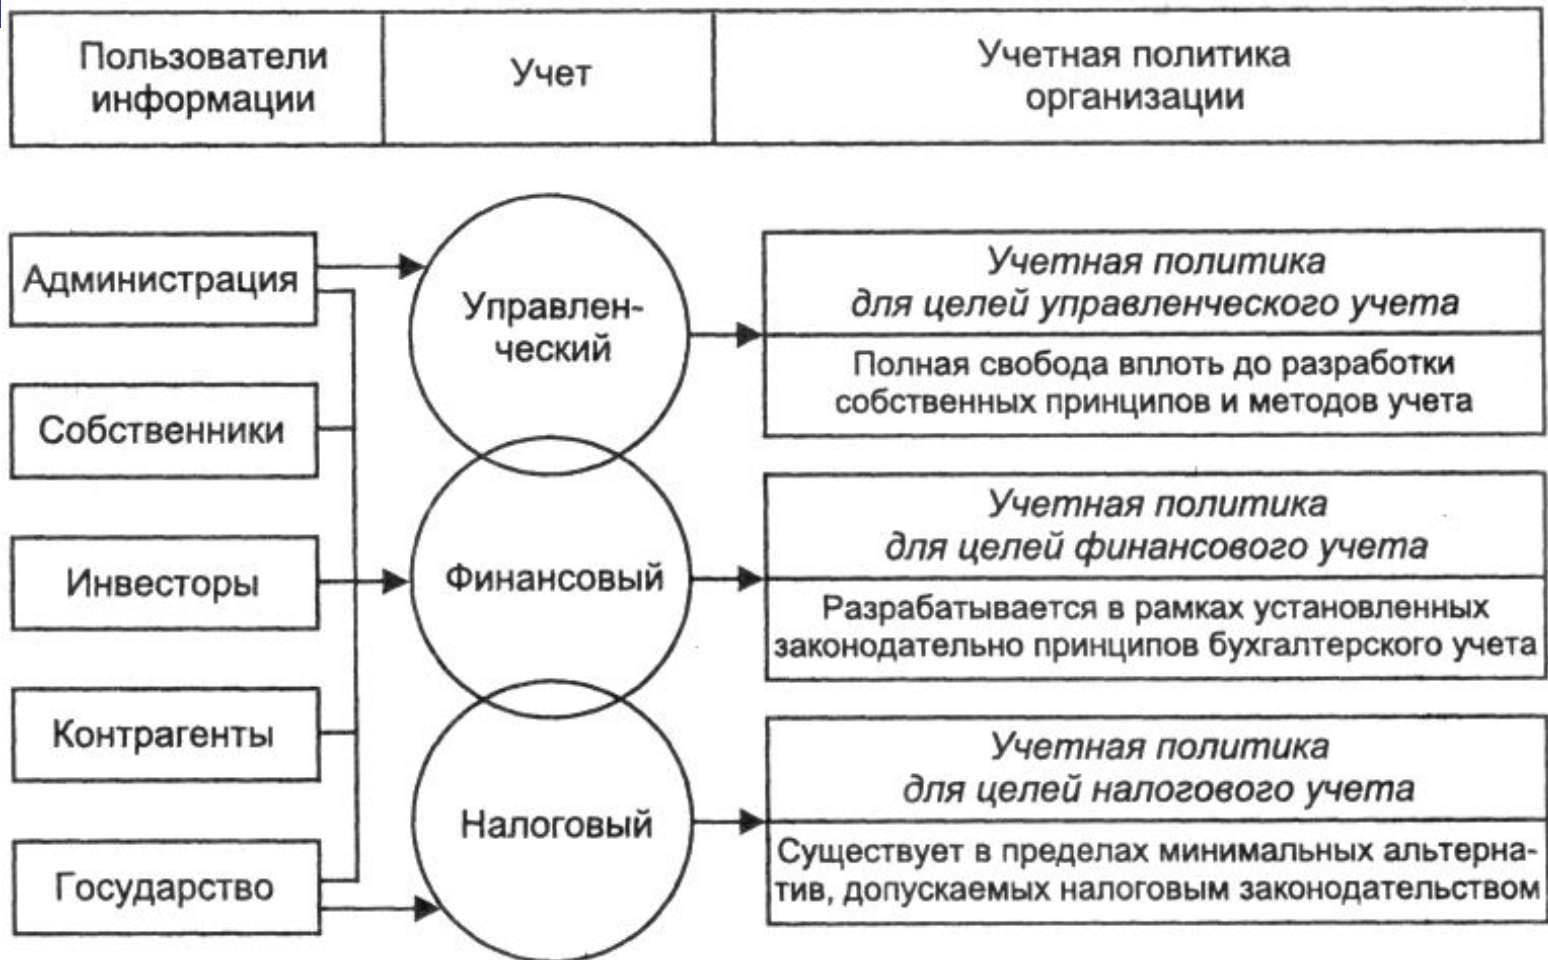 Пользователи
информации
Учет
Учетная политика
организации
Администрация
Собственники
Инвесторы
Контрагенты
Государство
Управлен-
ческий
Финансовый
Налоговый
Учетная политика
для целей управленческого учета
Полная свобода вплоть до разработки
собственных принципов и методов учета
Учетная политика
для целей финансового учета
Разрабатывается в рамках установленных
законодательно принципов бухгалтерского учета
Учетная политика
для целей налогового учета
Существует в пределах минимальных альтерна-
тив, допускаемых налоговым законодательством